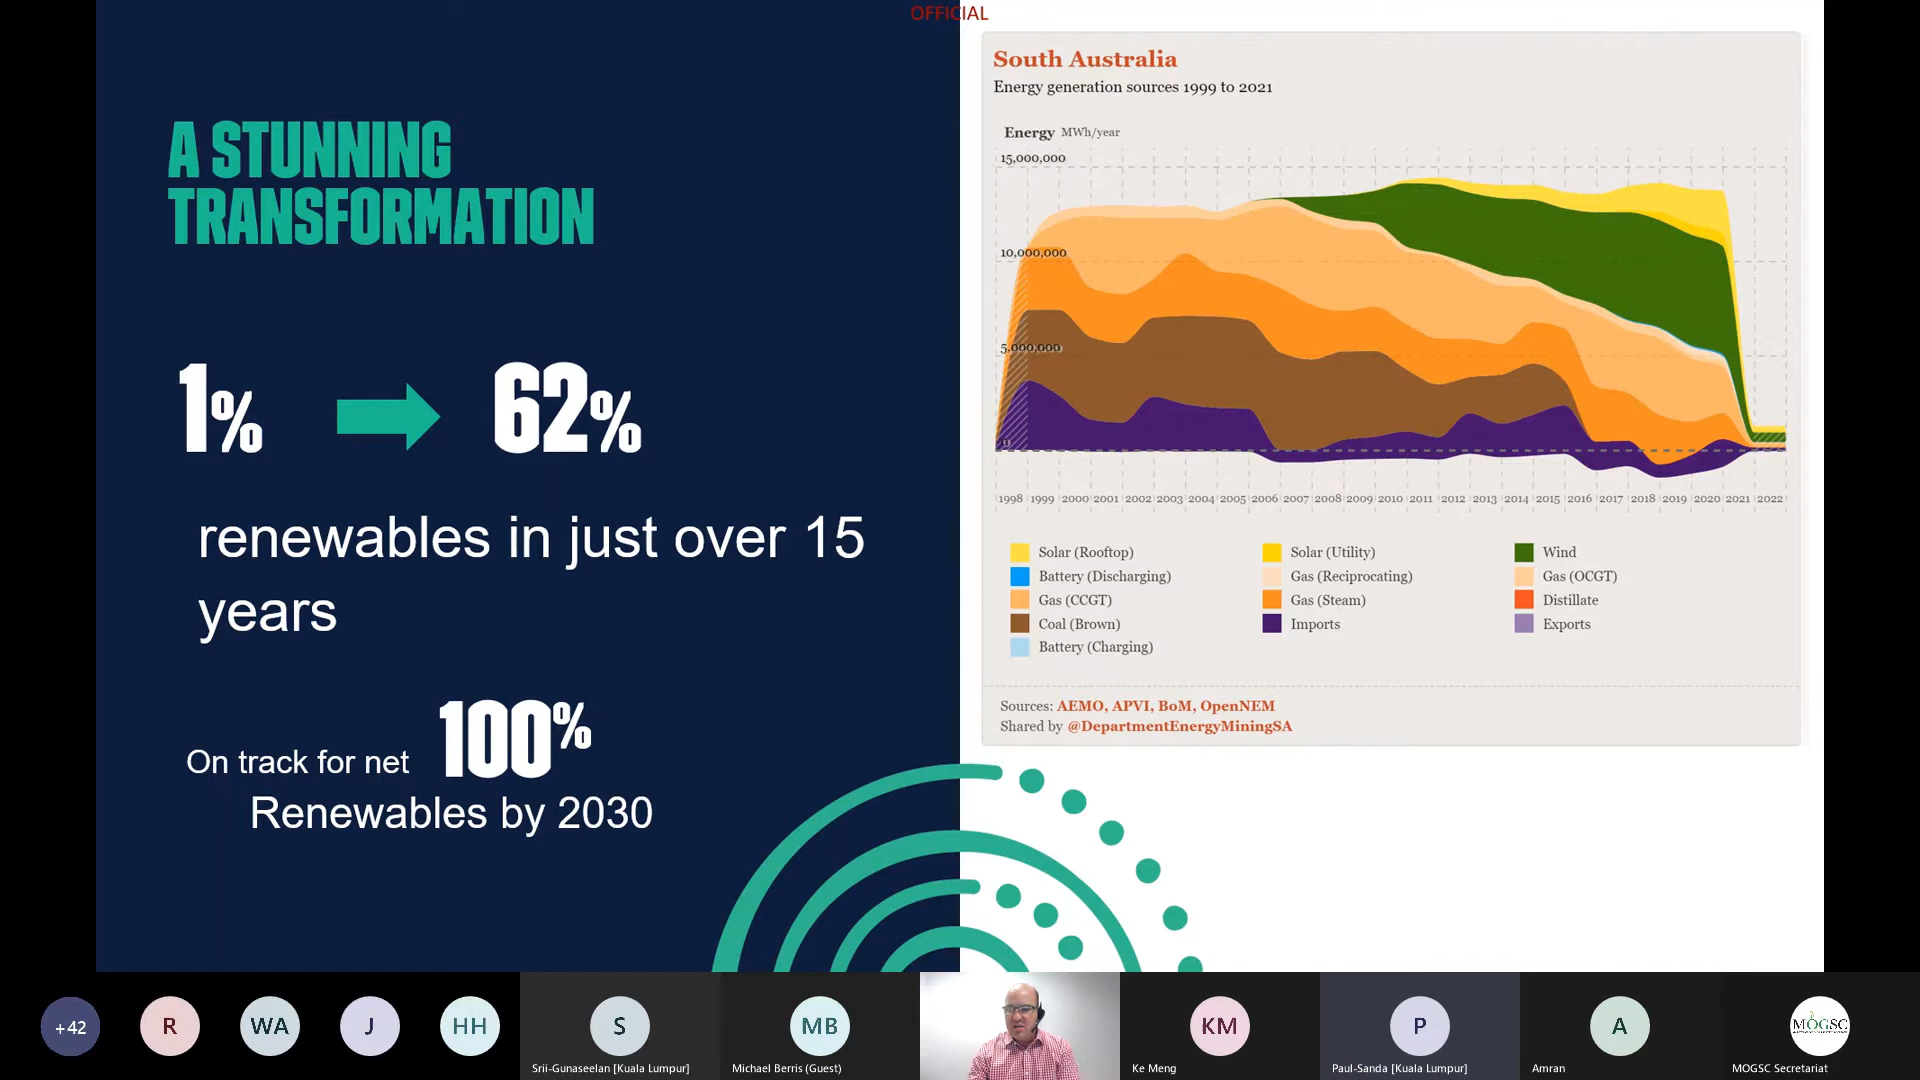 OFFICIAL
A STUNNING
TRANSFORMATION
1% 62%
renewables in just over 15
years
On track for net 100%
Renewables by 2030
South Australia
Energy generation sources 1999 to 2021
Energy MWh/year
15,000,000
10,000,000
5,000,000
0
1998 1999 2000 2001 2002 2003 2004 2005 2006 2007 2008 2009 2010 2011 2012 2013 2014 2015 2016 2017 2018 2019 2020 2021 2022
Solar (Rooftop) Solar (Utility) Wind
Battery (Discharging) Gas (Reciprocating) Gas (OCGT)
Gas (CCGT) Gas (Steam) Distillate
Coal (Brown) Imports Exports
Battery (Charging)
Sources: AEMO, APVI, BoM, OpenNEM
Shared by @DepartmentEnergyMiningSA
+42 R WA J HH S MB KM P A MOGSC
Srii-Gunaseelan [Kuala Lumpur] Michael Berris (Guest) Ke Meng Paul-Sanda [Kuala Lumpur] Amran MOGSC Secretariat